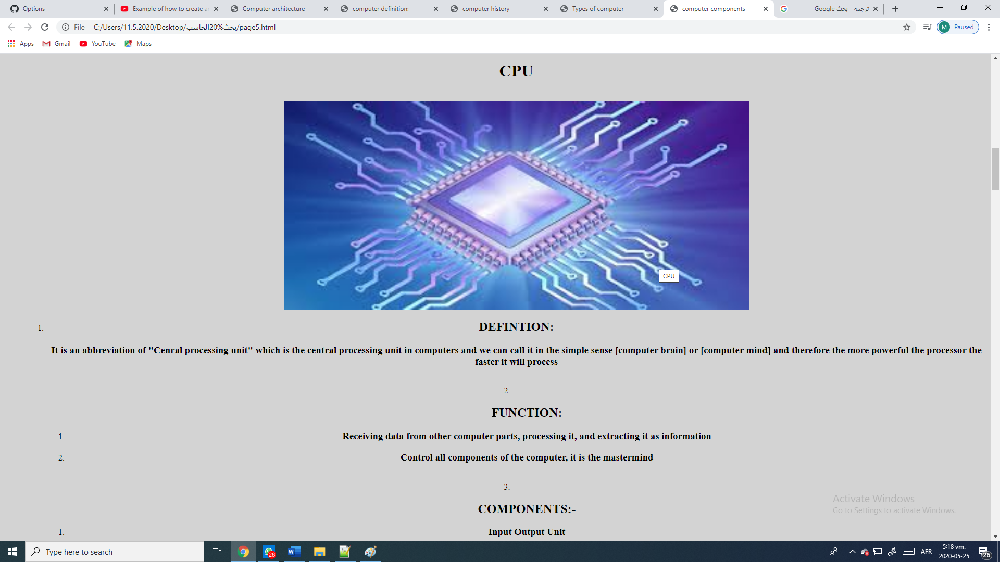 Options
Example of how to create a
Computer architecture
computer definition:
computer history
Types of computer
computer components
ترجمه - بحث Google
File
C:/Users/11.5.2020/Desktop/بحث%20الحاسب/page5.html
M
Paused
Apps
Gmail
YouTube
Maps
CPU
CPU
1.
DEFINTION:
It is an abbreviation of "Cenral processing unit" which is the central processing unit in computers and we can call it in the simple sense [computer brain] or [computer mind] and therefore the more powerful the processor the
faster it will process
2.
FUNCTION:
1. Receiving data from other computer parts, processing it, and extracting it as information
2. Control all components of the computer, it is the mastermind
3.
COMPONENTS:-
1. Input Output Unit
Activate Windows
Go to Settings to activate Windows.
Type here to search
26
AFR
5:18 vm.
2020-05-25
26